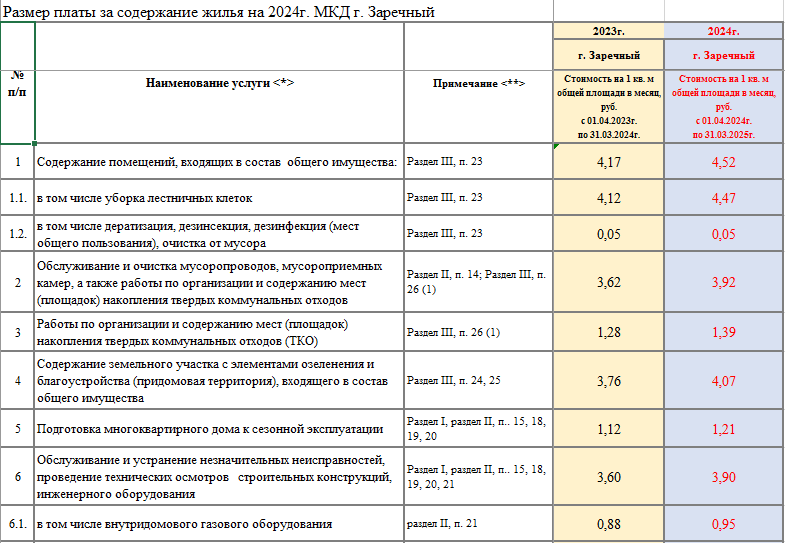 Размер платы за содержание жилья на 2024г. МКД г. Заречный
2023г.
2024г.
г. Заречный
г. Заречный
№
п/п
Наименование услуги <*>
Примечание <**>
Стоимость на 1 кв. м
общей площади в месяц,
руб.
с 01.04.2023г.
по 31.03.2024г.
Стоимость на 1 кв. м
общей площади в месяц,
руб.
с 01.04.2024г.
по 31.03.2025г.
1 Содержание помещений, входящих в состав общего имущества: Раздел III, п. 23 4,17 4,52
1.1. в том числе уборка лестничных клеток Раздел III, п. 23 4,12 4,47
1.2. в том числе дератизация, дезинсекция, дезинфекция (мест
общего пользования), очистка от мусора Раздел III, п. 23 0,05 0,05
2 Обслуживание и очистка мусоропроводов, мусороприемных
камер, а также работы по организации и содержанию мест
(площадок) накопления твердых коммунальных отходов
Раздел II, п. 14; Раздел III, п.
26 (1)
3,62 3,92
3 Работы по организации и содержанию мест (площадок)
накопления твердых коммунальных отходов (ТКО)
Раздел III, п. 26 (1) 1,28 1,39
4 Содержание земельного участка с элементами озеленения и
благоустройства (придомовая территория), входящего в состав
общего имущества
Раздел III, п. 24, 25 3,76 4,07
5 Подготовка многоквартирного дома к сезонной эксплуатации
Раздел I, раздел II, п.. 15, 18,
19, 20
1,12 1,21
6 Обслуживание и устранение незначительных неисправностей,
проведение технических осмотров строительных конструкций,
инженерного оборудования
Раздел I, раздел II, п.. 15, 18,
19, 20, 21
3,60 3,90
6.1. в том числе внутридомового газового оборудования раздел II, п. 21 0,88 0,95